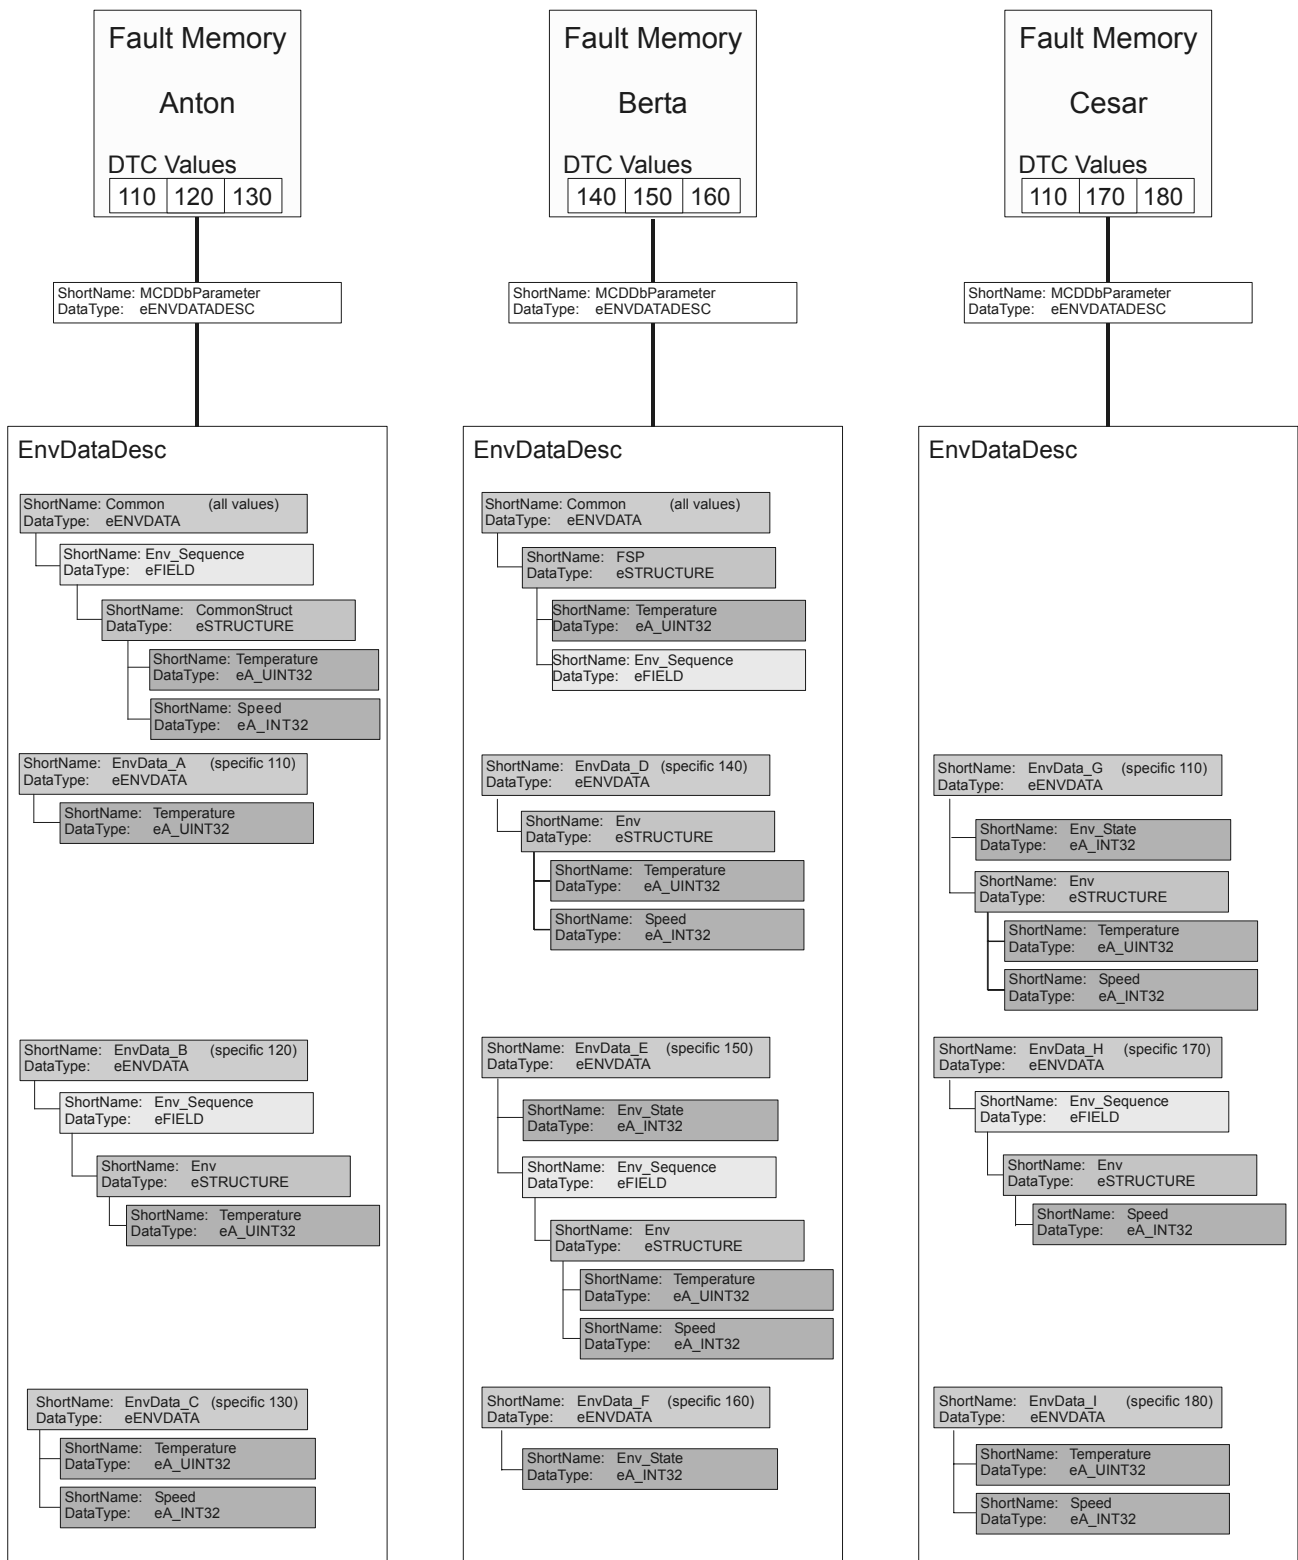 Fault Memory
Anton
DTC Values
110 120 130
ShortName: MCDDbParameter
DataType: eENVDATADESC
EnvDataDesc
ShortName: Common (all values)
DataType: eENVDATA
ShortName: Env_Sequence
DataType: eFIELD
ShortName: CommonStruct
DataType: eSTRUCTURE
ShortName: Temperature
DataType: eA_UINT32
ShortName: Speed
DataType: eA_INT32
ShortName: EnvData_A (specific 110)
DataType: eENVDATA
ShortName: Temperature
DataType: eA_UINT32
ShortName: EnvData_B (specific 120)
DataType: eENVDATA
ShortName: Env_Sequence
DataType: eFIELD
ShortName: Env
DataType: eSTRUCTURE
ShortName: Temperature
DataType: eA_UINT32
ShortName: EnvData_C (specific 130)
DataType: eENVDATA
ShortName: Temperature
DataType: eA_UINT32
ShortName: Speed
DataType: eA_INT32
Fault Memory
Berta
DTC Values
140 150 160
ShortName: MCDDbParameter
DataType: eENVDATADESC
EnvDataDesc
ShortName: Common (all values)
DataType: eENVDATA
ShortName: FSP
DataType: eSTRUCTURE
ShortName: Temperature
DataType: eA_UINT32
ShortName: Env_Sequence
DataType: eFIELD
ShortName: EnvData_D (specific 140)
DataType: eENVDATA
ShortName: Env
DataType: eSTRUCTURE
ShortName: Temperature
DataType: eA_UINT32
ShortName: Speed
DataType: eA_INT32
ShortName: EnvData_E (specific 150)
DataType: eENVDATA
ShortName: Env_State
DataType: eA_INT32
ShortName: Env_Sequence
DataType: eFIELD
ShortName: Env
DataType: eSTRUCTURE
ShortName: Temperature
DataType: eA_UINT32
ShortName: Speed
DataType: eA_INT32
ShortName: EnvData_F (specific 160)
DataType: eENVDATA
ShortName: Env_State
DataType: eA_INT32
Fault Memory
Cesar
DTC Values
110 170 180
ShortName: MCDDbParameter
DataType: eENVDATADESC
EnvDataDesc
ShortName: EnvData_G (specific 110)
DataType: eENVDATA
ShortName: Env_State
DataType: eA_INT32
ShortName: Env
DataType: eSTRUCTURE
ShortName: Temperature
DataType: eA_UINT32
ShortName: Speed
DataType: eA_INT32
ShortName: EnvData_H (specific 170)
DataType: eENVDATA
ShortName: Env_Sequence
DataType: eFIELD
ShortName: Env
DataType: eSTRUCTURE
ShortName: Speed
DataType: eA_INT32
ShortName: EnvData_I (specific 180)
DataType: eENVDATA
ShortName: Temperature
DataType: eA_UINT32
ShortName: Speed
DataType: eA_INT32